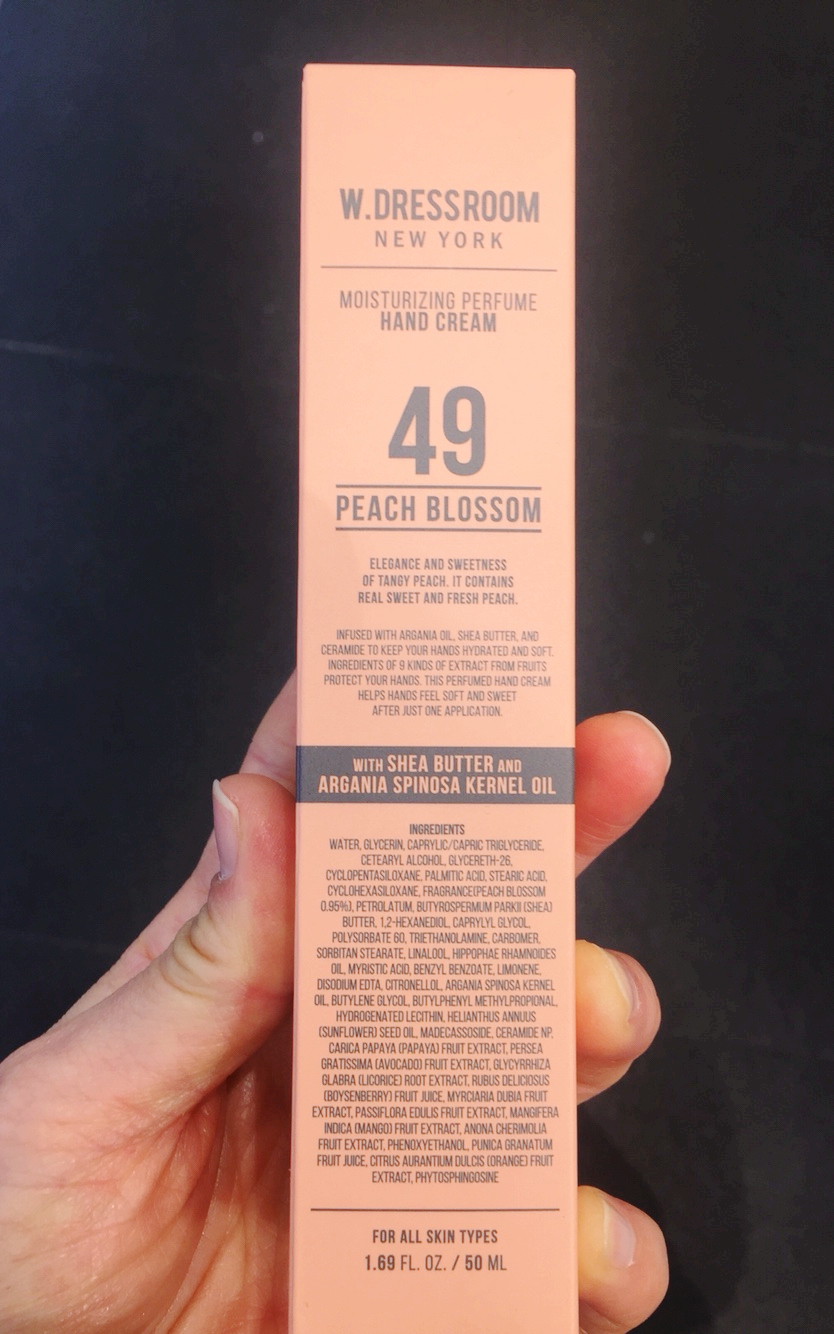 W.DRESSROOM
NEW YORK
MOISTURIZING PERFUME
HAND CREAM
49
PEACH BLOSSOM
ELEGANCE AND SWEETNESS
OF TANGY PEACH. IT CONTAINS
REAL SWEET AND FRESH PEACH.
INFUSED WITH ARGANIA OIL, SHEA BUTTER, AND
CERAMIDE TO KEEP YOUR HANDS HYDRATED AND SOFT.
INGREDIENTS OF 9 KINDS OF EXTRACT FROM FRUITS
PROTECT YOUR HANDS. THIS PERFUMED HAND CREAM
HELPS HANDS FEEL SOFT AND SWEET
AFTER JUST ONE APPLICATION.
WITH SHEA BUTTER AND
ARGANIA SPINOSA KERNEL OIL
INGREDIENTS
WATER, GLYCERIN, CAPRYLIC/CAPRIC TRIGLYCERIDE,
CETEARYL ALCOHOL, GLYCERETH-26,
CYCLOPENTASILOXANE, PALMITIC ACID, STEARIC ACID,
CYCLOHEXASILOXANE, FRAGRANCE(PEACH BLOSSOM
0.95%), PETROLATUM, BUTYROSPERMUM PARKII (SHEA)
BUTTER, 1,2-HEXANEDIOL, CAPRYLYL GLYCOL,
POLYSORBATE 60, TRIETHANOLAMINE, CARBOMER,
SORBITAN STEARATE, LINALOOL, HIPPOPHAE RHAMNOIDES
OIL, MYRISTIC ACID, BENZYL BENZOATE, LIMONENE,
DISODIUM EDTA, CITRONELLOL, ARGANIA SPINOSA KERNEL
OIL, BUTYLENE GLYCOL, BUTYLPHENYL METHYLPROPIONAL,
HYDROGENATED LECITHIN, HELIANTHUS ANNUUS
(SUNFLOWER) SEED OIL, MADECASSOSIDE, CERAMIDE NP,
CARICA PAPAYA (PAPAYA) FRUIT EXTRACT, PERSEA
GRATISSIMA (AVOCADO) FRUIT EXTRACT, GLYCYRRHIZA
GLABRA (LICORICE) ROOT EXTRACT, RUBUS DELICIOSUS
(BOYSENBERRY) FRUIT JUICE, MYRCIARIA DUBIA FRUIT
EXTRACT, PASSIFLORA EDULIS FRUIT EXTRACT, MANGIFERA
INDICA (MANGO) FRUIT EXTRACT, ANONA CHERIMOLIA
FRUIT EXTRACT, PHENOXYETHANOL, PUNICA GRANATUM
FRUIT JUICE, CITRUS AURANTIUM DULCIS (ORANGE) FRUIT
EXTRACT, PHYTOSPHINGOSINE
FOR ALL SKIN TYPES
1.69 FL. OZ. / 50 ML